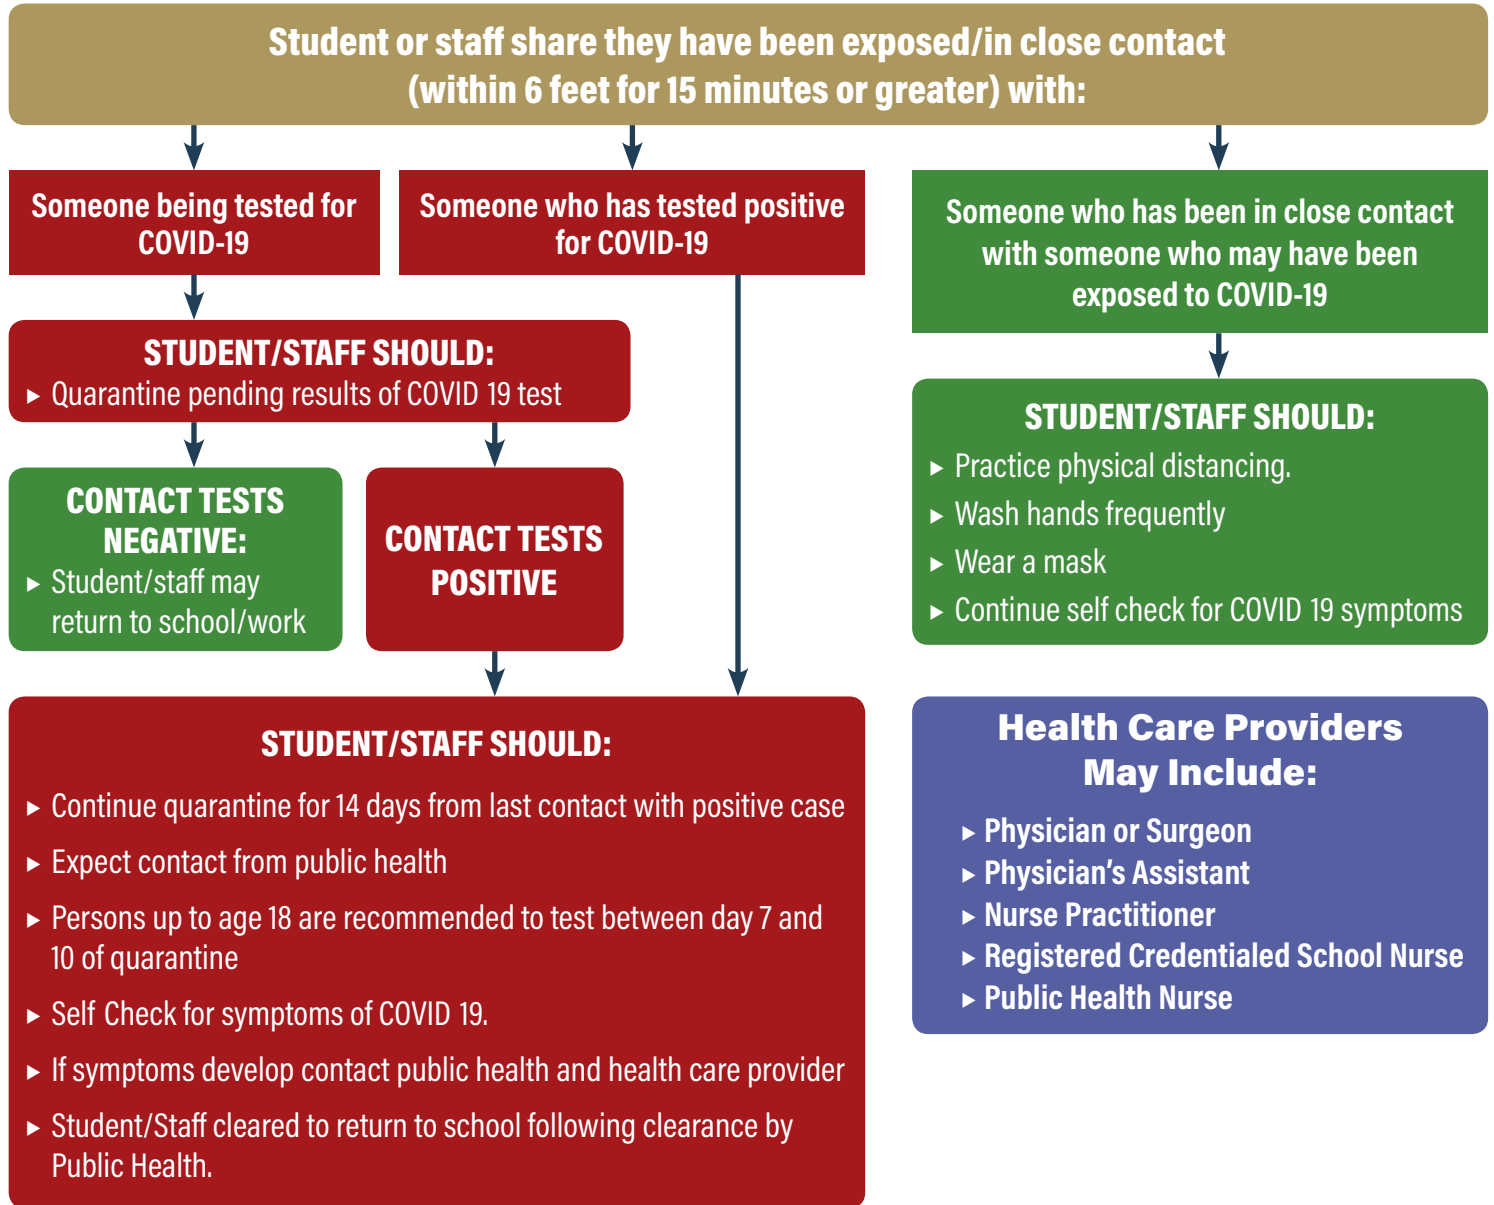 Student or staff share they have been exposed/in close contact
(within 6 feet for 15 minutes or greater) with:
Someone being tested for
COVID-19
Someone who has tested positive
for COVID-19
Someone who has been in close contact
with someone who may have been
exposed to COVID-19
STUDENT/STAFF SHOULD:
▸ Quarantine pending results of COVID 19 test
CONTACT TESTS
NEGATIVE:
▸ Student/staff may
return to school/work
CONTACT TESTS
POSITIVE
STUDENT/STAFF SHOULD:
▸ Practice physical distancing.
▸ Wash hands frequently
▸ Wear a mask
▸ Continue self check for COVID 19 symptoms
STUDENT/STAFF SHOULD:
▸ Continue quarantine for 14 days from last contact with positive case
▸ Expect contact from public health
▸ Persons up to age 18 are recommended to test between day 7 and
10 of quarantine
▸ Self Check for symptoms of COVID 19.
▸ If symptoms develop contact public health and health care provider
▸ Student/Staff cleared to return to school following clearance by
Public Health.
Health Care Providers
May Include:
▸ Physician or Surgeon
▸ Physician's Assistant
▸ Nurse Practitioner
▸ Registered Credentialed School Nurse
▸ Public Health Nurse